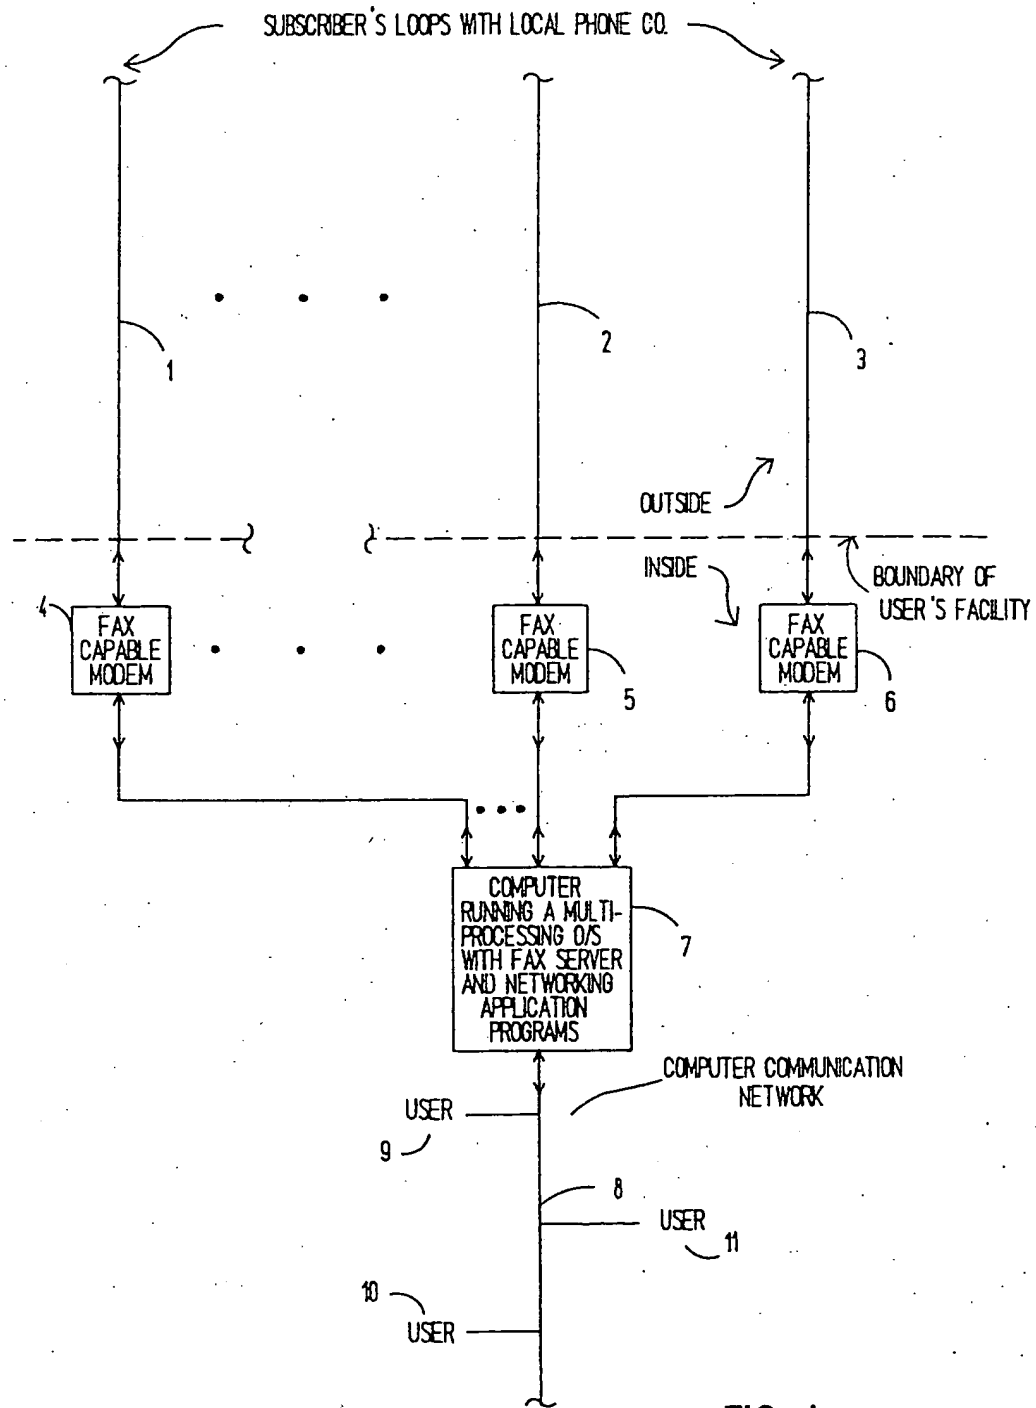 SUBSCRIBER'S LOOPS WITH LOCAL PHONE CO.
1
2
3
OUTSIDE
INSIDE
BOUNDARY OF
USER'S FACILITY
4
FAX
CAPABLE
MODEM
FAX
CAPABLE
MODEM
5
FAX
CAPABLE
MODEM
6
COMPUTER
RUNNING A MULTI-
PROCESSING O/S
WITH FAX SERVER
AND NETWORKING
APPLICATION
PROGRAMS
7
COMPUTER COMMUNICATION
NETWORK
USER
9
8
USER
11
10
USER